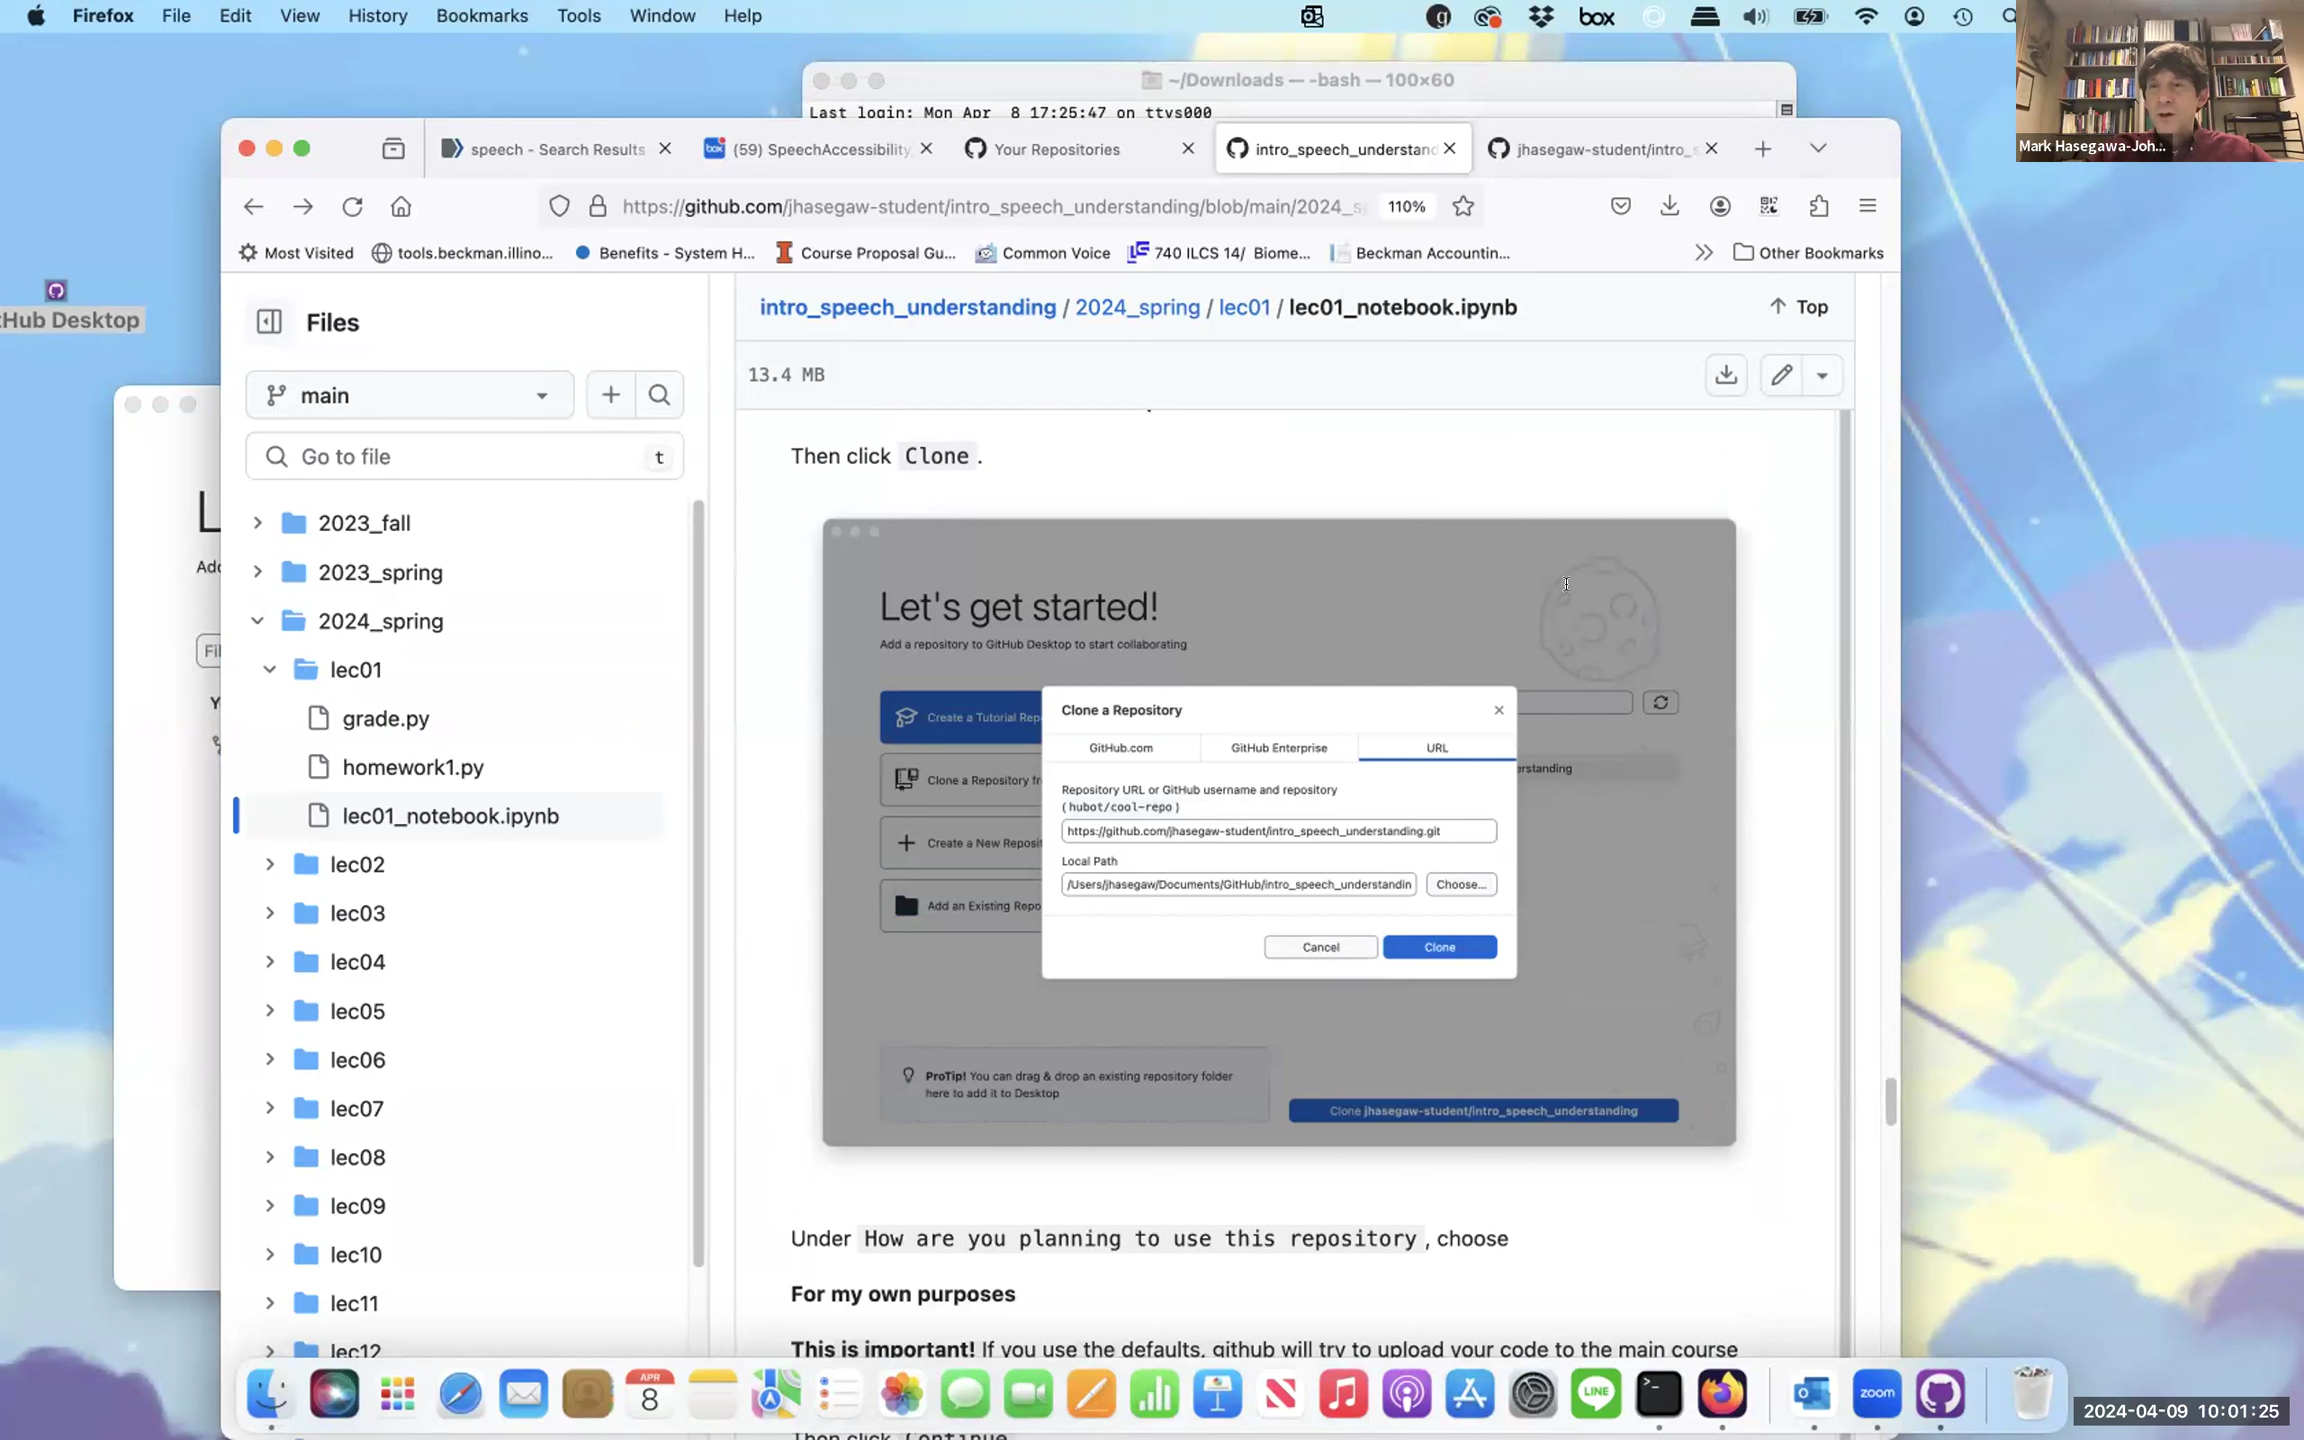 Firefox File Edit View History Bookmarks Tools Window Help
box
Mark Hasegawa-Joh...
~/Downloads — -bash — 100×60
Last login: Mon Apr 8 17:25:47 on ttys000
speech - Search Results
(59) SpeechAccessibility
Your Repositories
intro_speech_understand
jhasegaw-student/intro_s
https://github.com/jhasegaw-student/intro_speech_understanding/blob/main/2024_s
110%
Most Visited
tools.beckman.illino...
Benefits - System H...
Course Proposal Gu...
Common Voice
740 ILCS 14/ Biome...
Beckman Accountin...
Other Bookmarks
tHub Desktop
Files
main
Go to file
t
2023_fall
2023_spring
2024_spring
lec01
grade.py
homework1.py
lec01_notebook.ipynb
lec02
lec03
lec04
lec05
lec06
lec07
lec08
lec09
lec10
lec11
lec12
L
Add
Fil
Y
intro_speech_understanding / 2024_spring / lec01 / lec01_notebook.ipynb
Top
13.4 MB
Then click Clone .
Let's get started!
Add a repository to GitHub Desktop to start collaborating
Create a Tutorial Rep
Clone a Repository fr
Create a New Reposi
Add an Existing Repo
Clone a Repository
GitHub.com
GitHub Enterprise
URL
Repository URL or GitHub username and repository
(hubot/cool-repo)
https://github.com/jhasegaw-student/intro_speech_understanding.git
Local Path
/Users/jhasegaw/Documents/GitHub/intro_speech_understandin
Choose...
Cancel
Clone
erstanding
ProTip! You can drag & drop an existing repository folder
here to add it to Desktop
Clone jhasegaw-student/intro_speech_understanding
Under How are you planning to use this repository , choose
For my own purposes
This is important! If you use the defaults, github will try to upload your code to the main course
Then click Continue
APR
8
LINE
zoom
2024-04-09 10:01:25